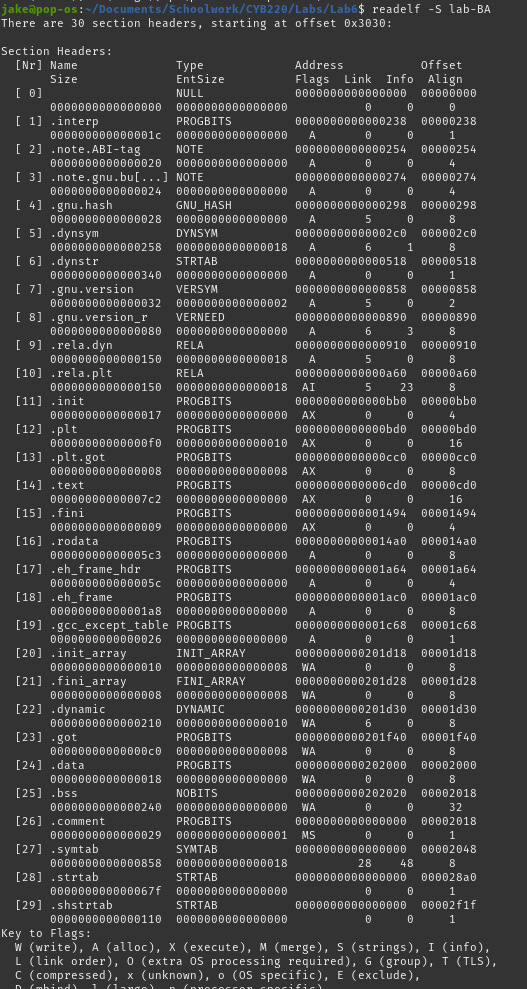 jake@pop-os:~/Documents/Schoolwork/CYB220/Labs/Lab6$ readelf -S lab-BA
There are 30 section headers, starting at offset 0x3030:

Section Headers:
  [Nr] Name              Type             Address           Offset
       Size              EntSize          Flags  Link  Info  Align
  [ 0]                   NULL             0000000000000000  00000000
       0000000000000000  0000000000000000           0     0     0
  [ 1] .interp           PROGBITS         0000000000000238  00000238
       000000000000001c  0000000000000000   A       0     0     1
  [ 2] .note.ABI-tag     NOTE             0000000000000254  00000254
       0000000000000020  0000000000000000   A       0     0     4
  [ 3] .note.gnu.bu[...] NOTE             0000000000000274  00000274
       0000000000000024  0000000000000000   A       0     0     4
  [ 4] .gnu.hash         GNU_HASH         0000000000000298  00000298
       0000000000000028  0000000000000000   A       5     0     8
  [ 5] .dynsym           DYNSYM           00000000000002c0  000002c0
       0000000000000258  0000000000000018   A       6     1     8
  [ 6] .dynstr           STRTAB           0000000000000518  00000518
       0000000000000340  0000000000000000   A       0     0     1
  [ 7] .gnu.version      VERSYM           0000000000000858  00000858
       0000000000000032  0000000000000002   A       5     0     2
  [ 8] .gnu.version_r    VERNEED          0000000000000890  00000890
       0000000000000080  0000000000000000   A       6     3     8
  [ 9] .rela.dyn         RELA             0000000000000910  00000910
       0000000000000150  0000000000000018   A       5     0     8
  [10] .rela.plt         RELA             0000000000000a60  00000a60
       0000000000000150  0000000000000018  AI       5    23     8
  [11] .init             PROGBITS         0000000000000bb0  00000bb0
       0000000000000017  0000000000000000  AX       0     0     4
  [12] .plt              PROGBITS         0000000000000bd0  00000bd0
       00000000000000f0  0000000000000010  AX       0     0     16
  [13] .plt.got          PROGBITS         0000000000000cc0  00000cc0
       0000000000000008  0000000000000008  AX       0     0     8
  [14] .text             PROGBITS         0000000000000cd0  00000cd0
       00000000000007c2  0000000000000000  AX       0     0     16
  [15] .fini             PROGBITS         0000000000001494  00001494
       0000000000000009  0000000000000000  AX       0     0     4
  [16] .rodata           PROGBITS         00000000000014a0  000014a0
       00000000000005c3  0000000000000000   A       0     0     8
  [17] .eh_frame_hdr     PROGBITS         0000000000001a64  00001a64
       000000000000005c  0000000000000000   A       0     0     4
  [18] .eh_frame         PROGBITS         0000000000001ac0  00001ac0
       00000000000001a8  0000000000000000   A       0     0     8
  [19] .gcc_except_table PROGBITS         0000000000001c68  00001c68
       0000000000000026  0000000000000000   A       0     0     1
  [20] .init_array       INIT_ARRAY       0000000000201d18  00001d18
       0000000000000010  0000000000000008  WA       0     0     8
  [21] .fini_array       FINI_ARRAY       0000000000201d28  00001d28
       0000000000000008  0000000000000008  WA       0     0     8
  [22] .dynamic          DYNAMIC          0000000000201d30  00001d30
       0000000000000210  0000000000000010  WA       6     0     8
  [23] .got              PROGBITS         0000000000201f40  00001f40
       00000000000000c0  0000000000000008  WA       0     0     8
  [24] .data             PROGBITS         0000000000202000  00002000
       0000000000000018  0000000000000000  WA       0     0     8
  [25] .bss              NOBITS           0000000000202020  00002018
       0000000000000240  0000000000000000  WA       0     0     32
  [26] .comment          PROGBITS         0000000000000000  00002018
       0000000000000029  0000000000000001  MS       0     0     1
  [27] .symtab           SYMTAB           0000000000000000  00002048
       0000000000000858  0000000000000018          28    48     8
  [28] .strtab           STRTAB           0000000000000000  000028a0
       000000000000067f  0000000000000000           0     0     1
  [29] .shstrtab         STRTAB           0000000000000000  00002f1f
       0000000000000110  0000000000000000           0     0     1
Key to Flags:
  W (write), A (alloc), X (execute), M (merge), S (strings), I (info),
  L (link order), O (extra OS processing required), G (group), T (TLS),
  C (compressed), x (unknown), o (OS specific), E (exclude),
  D (mbind), l (large), p (processor specific)